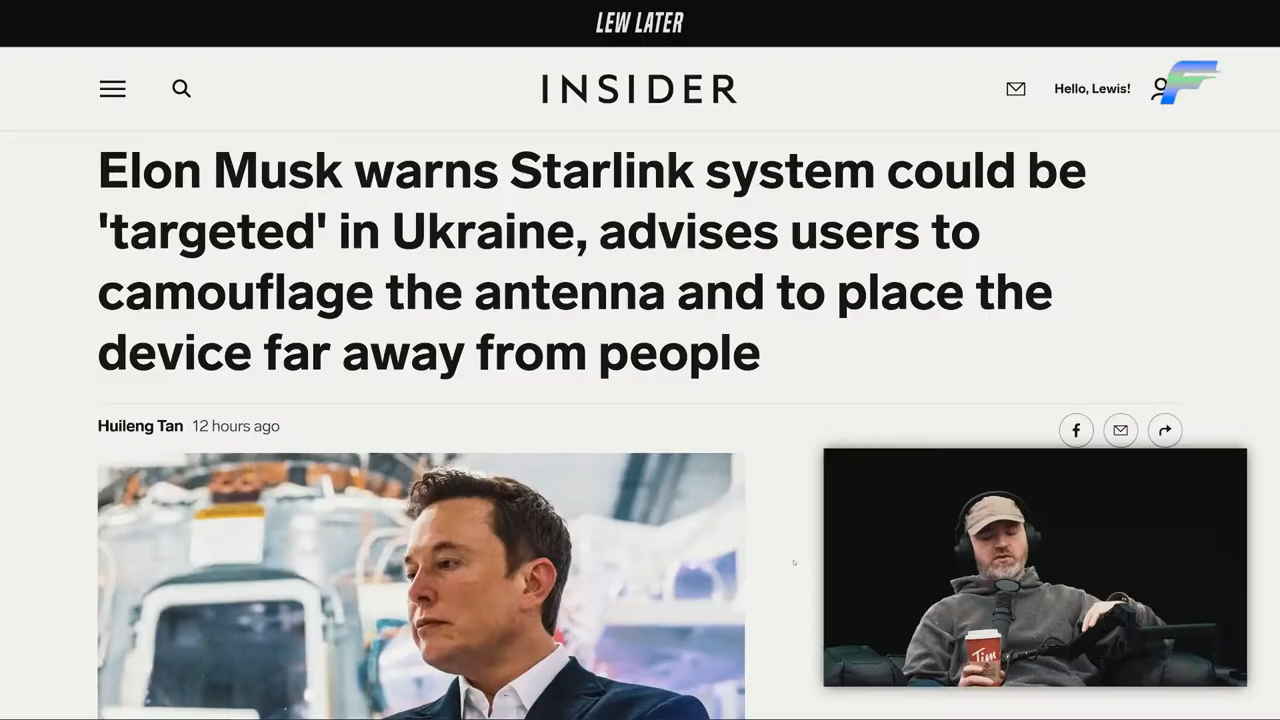 LEW LATER
INSIDER
Hello, Lewis!
Elon Musk warns Starlink system could be
'targeted' in Ukraine, advises users to
camouflage the antenna and to place the
device far away from people
Huileng Tan 12 hours ago
Tim